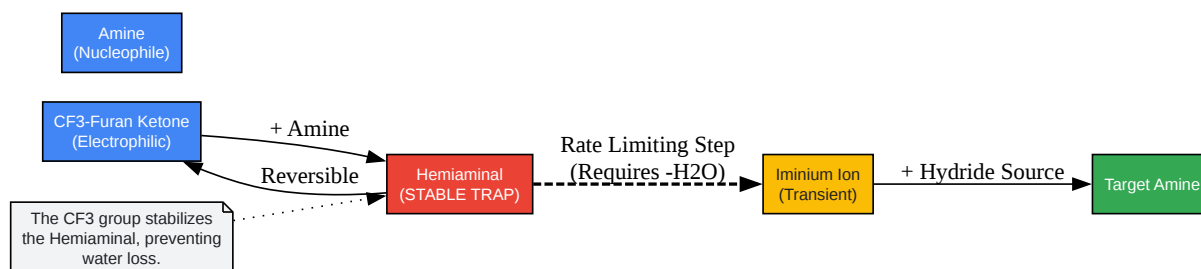 Amine
(Nucleophile)
CF3-Furan Ketone
(Electrophilic)
+ Amine
Reversible
Hemiaminal
(STABLE TRAP)
Rate Limiting Step
(Requires -H2O)
Iminium Ion
(Transient)
+ Hydride Source
Target Amine
The CF3 group stabilizes
the Hemiaminal, preventing
water loss.